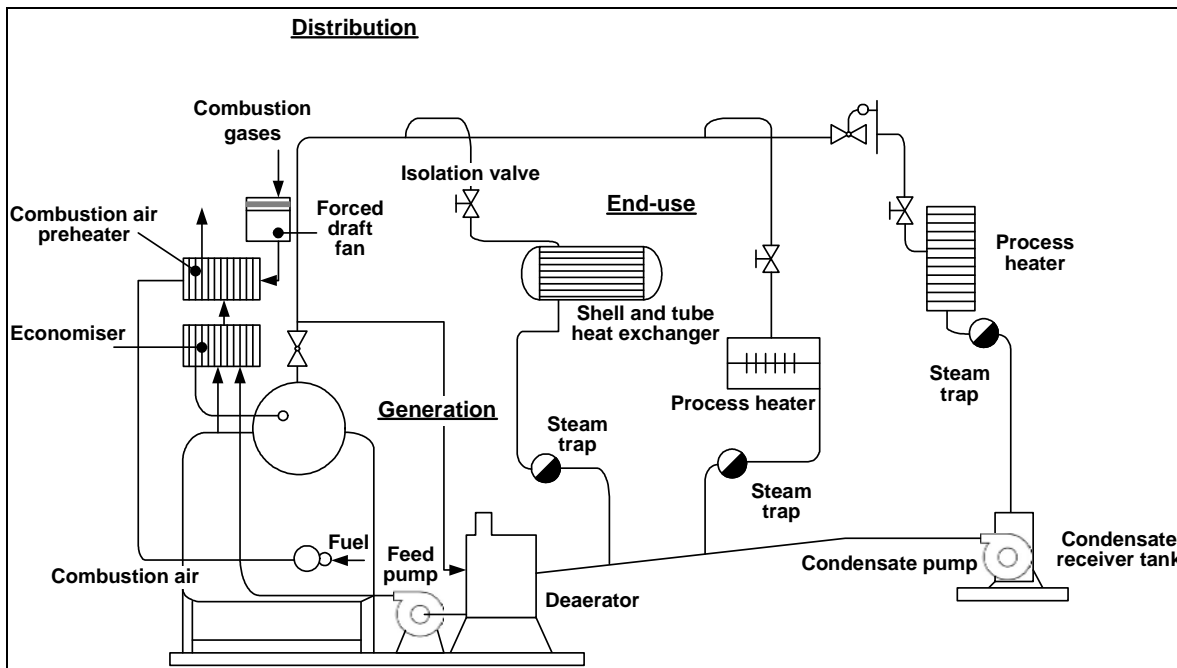 Distribution
Combustion
gases
Isolation valve
End-use
Combustion air
preheater
Forced
draft
fan
Process
heater
Shell and tube
heat exchanger
Economiser
Steam
trap
Generation
Process heater
Steam
trap
Steam
trap
Fuel
Feed
pump
Combustion air
Condensate pump
Condensate
receiver tank
Deaerator